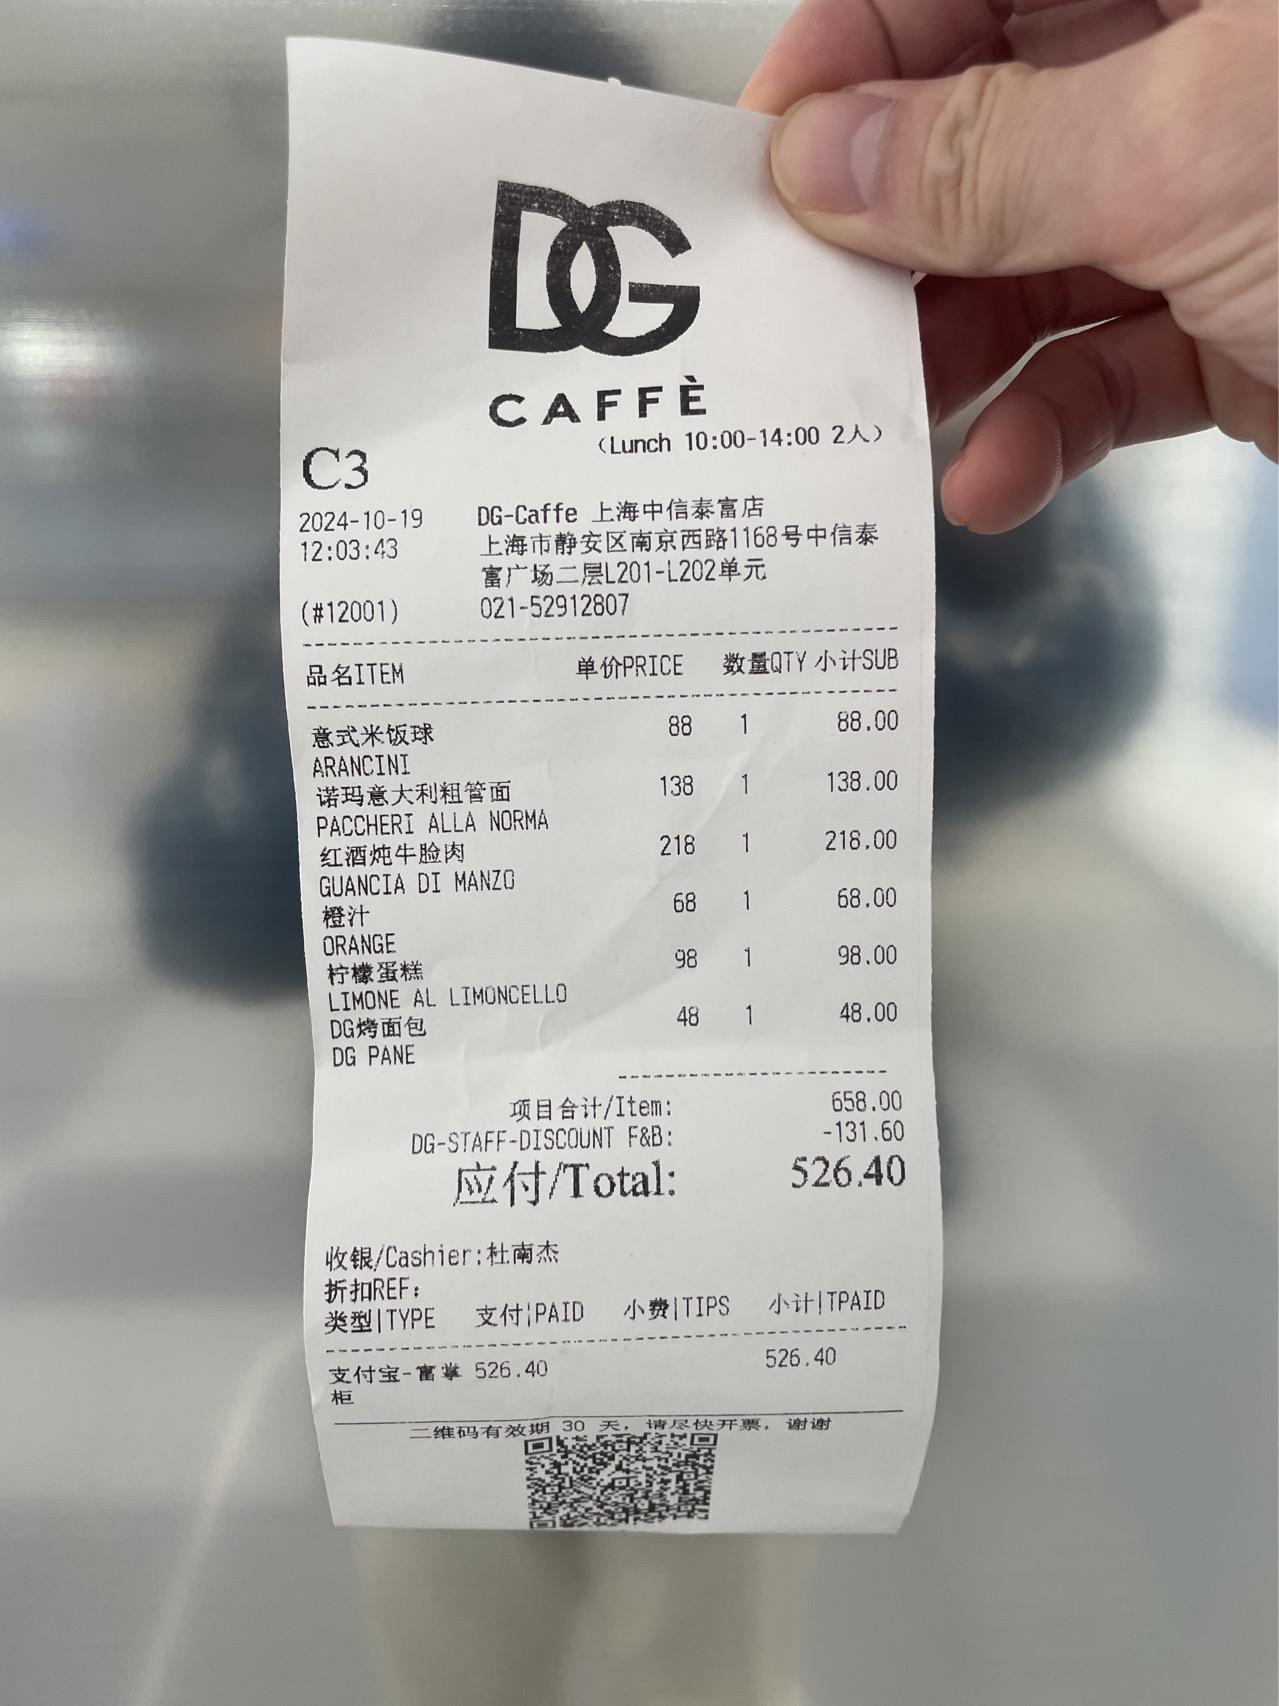 DG
CAFFÈ
(Lunch 10:00-14:00 2人)
C3
2024-10-19 DG-Caffe 上海中信泰富店
12:03:43 上海市静安区南京西路1168号中信泰
富广场二层L201-L202单元
(#12001) 021-52912807
品名ITEM 单价PRICE 数量QTY 小计SUB
意式米饭球 88 1 88.00
ARANCINI
诺玛意大利粗管面 138 1 138.00
PACCHERI ALLA NORMA
红酒炖牛脸肉 218 1 218.00
GUANCIA DI MANZO
橙汁 68 1 68.00
ORANGE
柠檬蛋糕 98 1 98.00
LIMONE AL LIMONCELLO
DG烤面包 48 1 48.00
DG PANE
项目合计/Item: 658.00
DG-STAFF-DISCOUNT F&B: -131.60
应付/Total: 526.40
收银/Cashier:杜南杰
折扣REF:
类型|TYPE 支付|PAID 小费|TIPS 小计|TPAID
支付宝-富掌 526.40 526.40
柜
二维码有效期 30 天，请尽快开票，谢谢